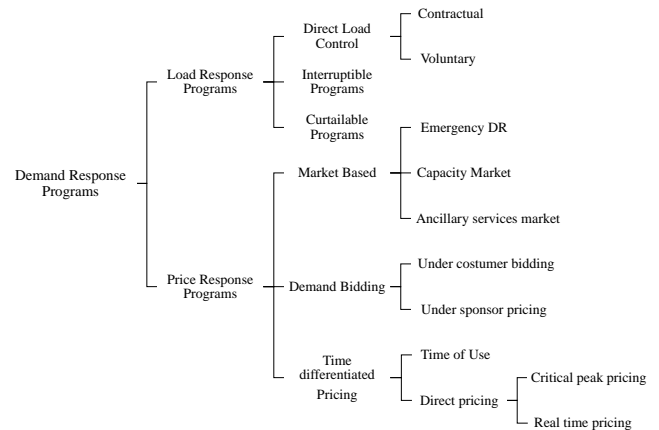 Demand Response
Programs
Load Response
Programs
Direct Load
Control
Contractual
Voluntary
Interruptible
Programs
Curtailable
Programs
Price Response
Programs
Market Based
Emergency DR
Capacity Market
Ancillary services market
Demand Bidding
Under costumer bidding
Under sponsor pricing
Time
differentiated
Pricing
Time of Use
Direct pricing
Critical peak pricing
Real time pricing